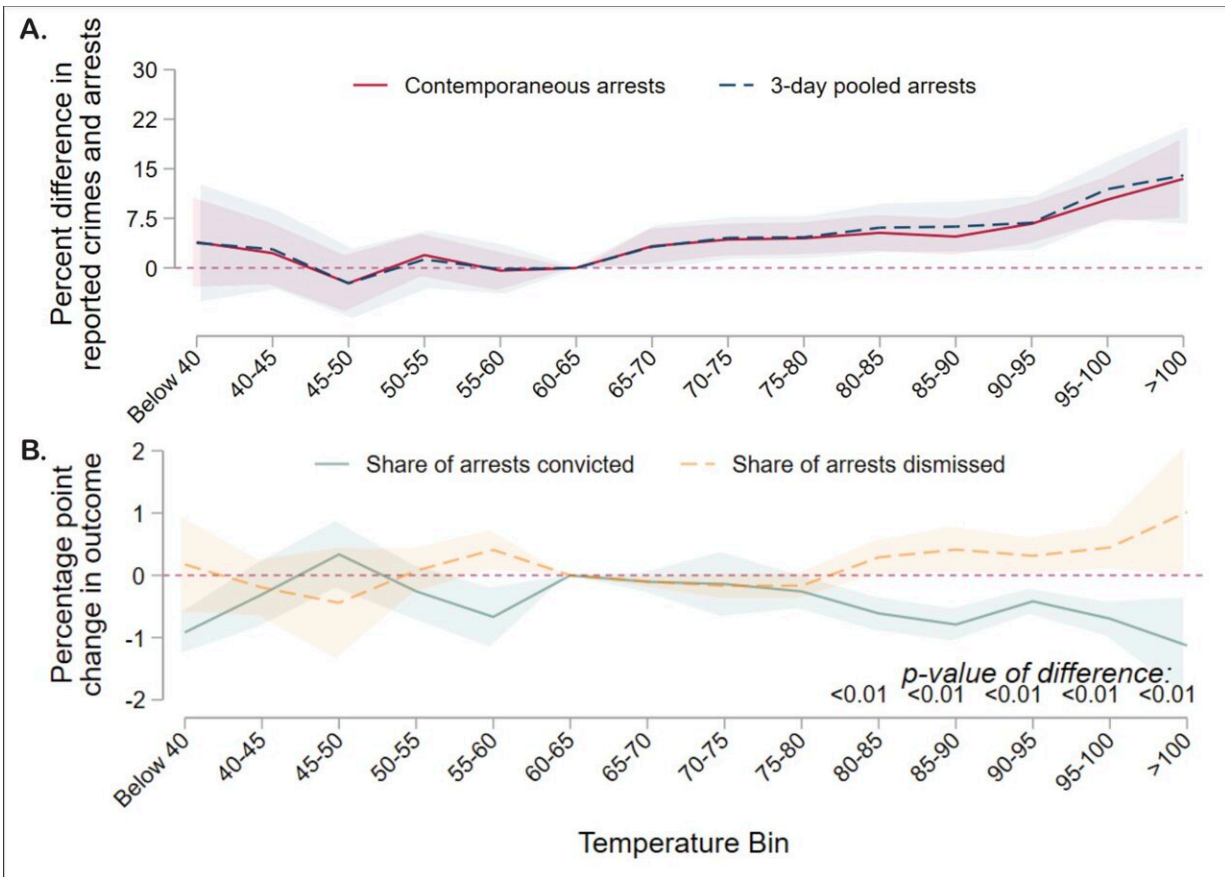 A.
Percent difference in
reported crimes and arrests
30
22
15
7.5
0
Contemporaneous arrests
3-day pooled arrests
Below 40
40-45
45-50
50-55
55-60
60-65
65-70
70-75
75-80
80-85
85-90
90-95
95-100
>100
B.
Percentage point
change in outcome
2
1
0
-1
-2
Share of arrests convicted
Share of arrests dismissed
p-value of difference:
<0.01 <0.01 <0.01 <0.01 <0.01
Below 40
40-45
45-50
50-55
55-60
60-65
65-70
70-75
75-80
80-85
85-90
90-95
95-100
>100
Temperature Bin